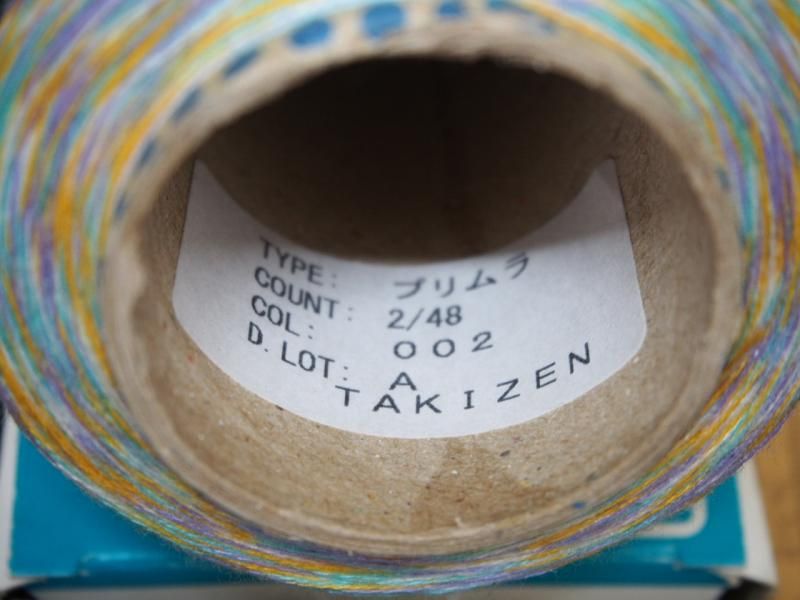 TYPE: プリムラ
COUNT: 2/48
COL: 002
D. LOT: A
TAKIZEN